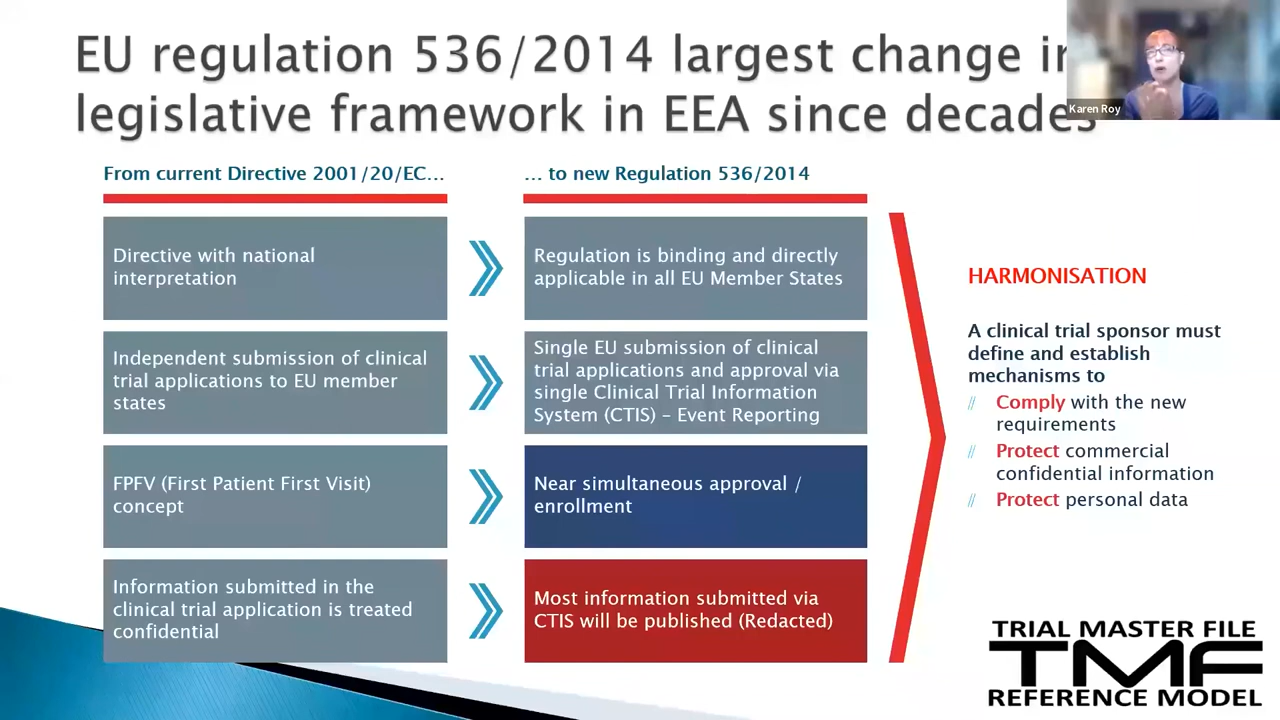 EU regulation 536/2014 largest change in
legislative framework in EEA since decades
Karen Roy
From current Directive 2001/20/EC...
... to new Regulation 536/2014
Directive with national
interpretation
Regulation is binding and directly
applicable in all EU Member States
Independent submission of clinical
trial applications to EU member
states
Single EU submission of clinical
trial applications and approval via
single Clinical Trial Information
System (CTIS) – Event Reporting
FPFV (First Patient First Visit)
concept
Near simultaneous approval /
enrollment
Information submitted in the
clinical trial application is treated
confidential
Most information submitted via
CTIS will be published (Redacted)
HARMONISATION
A clinical trial sponsor must
define and establish
mechanisms to
// Comply with the new
requirements
// Protect commercial
confidential information
// Protect personal data
TRIAL MASTER FILE
TMF
REFERENCE MODEL